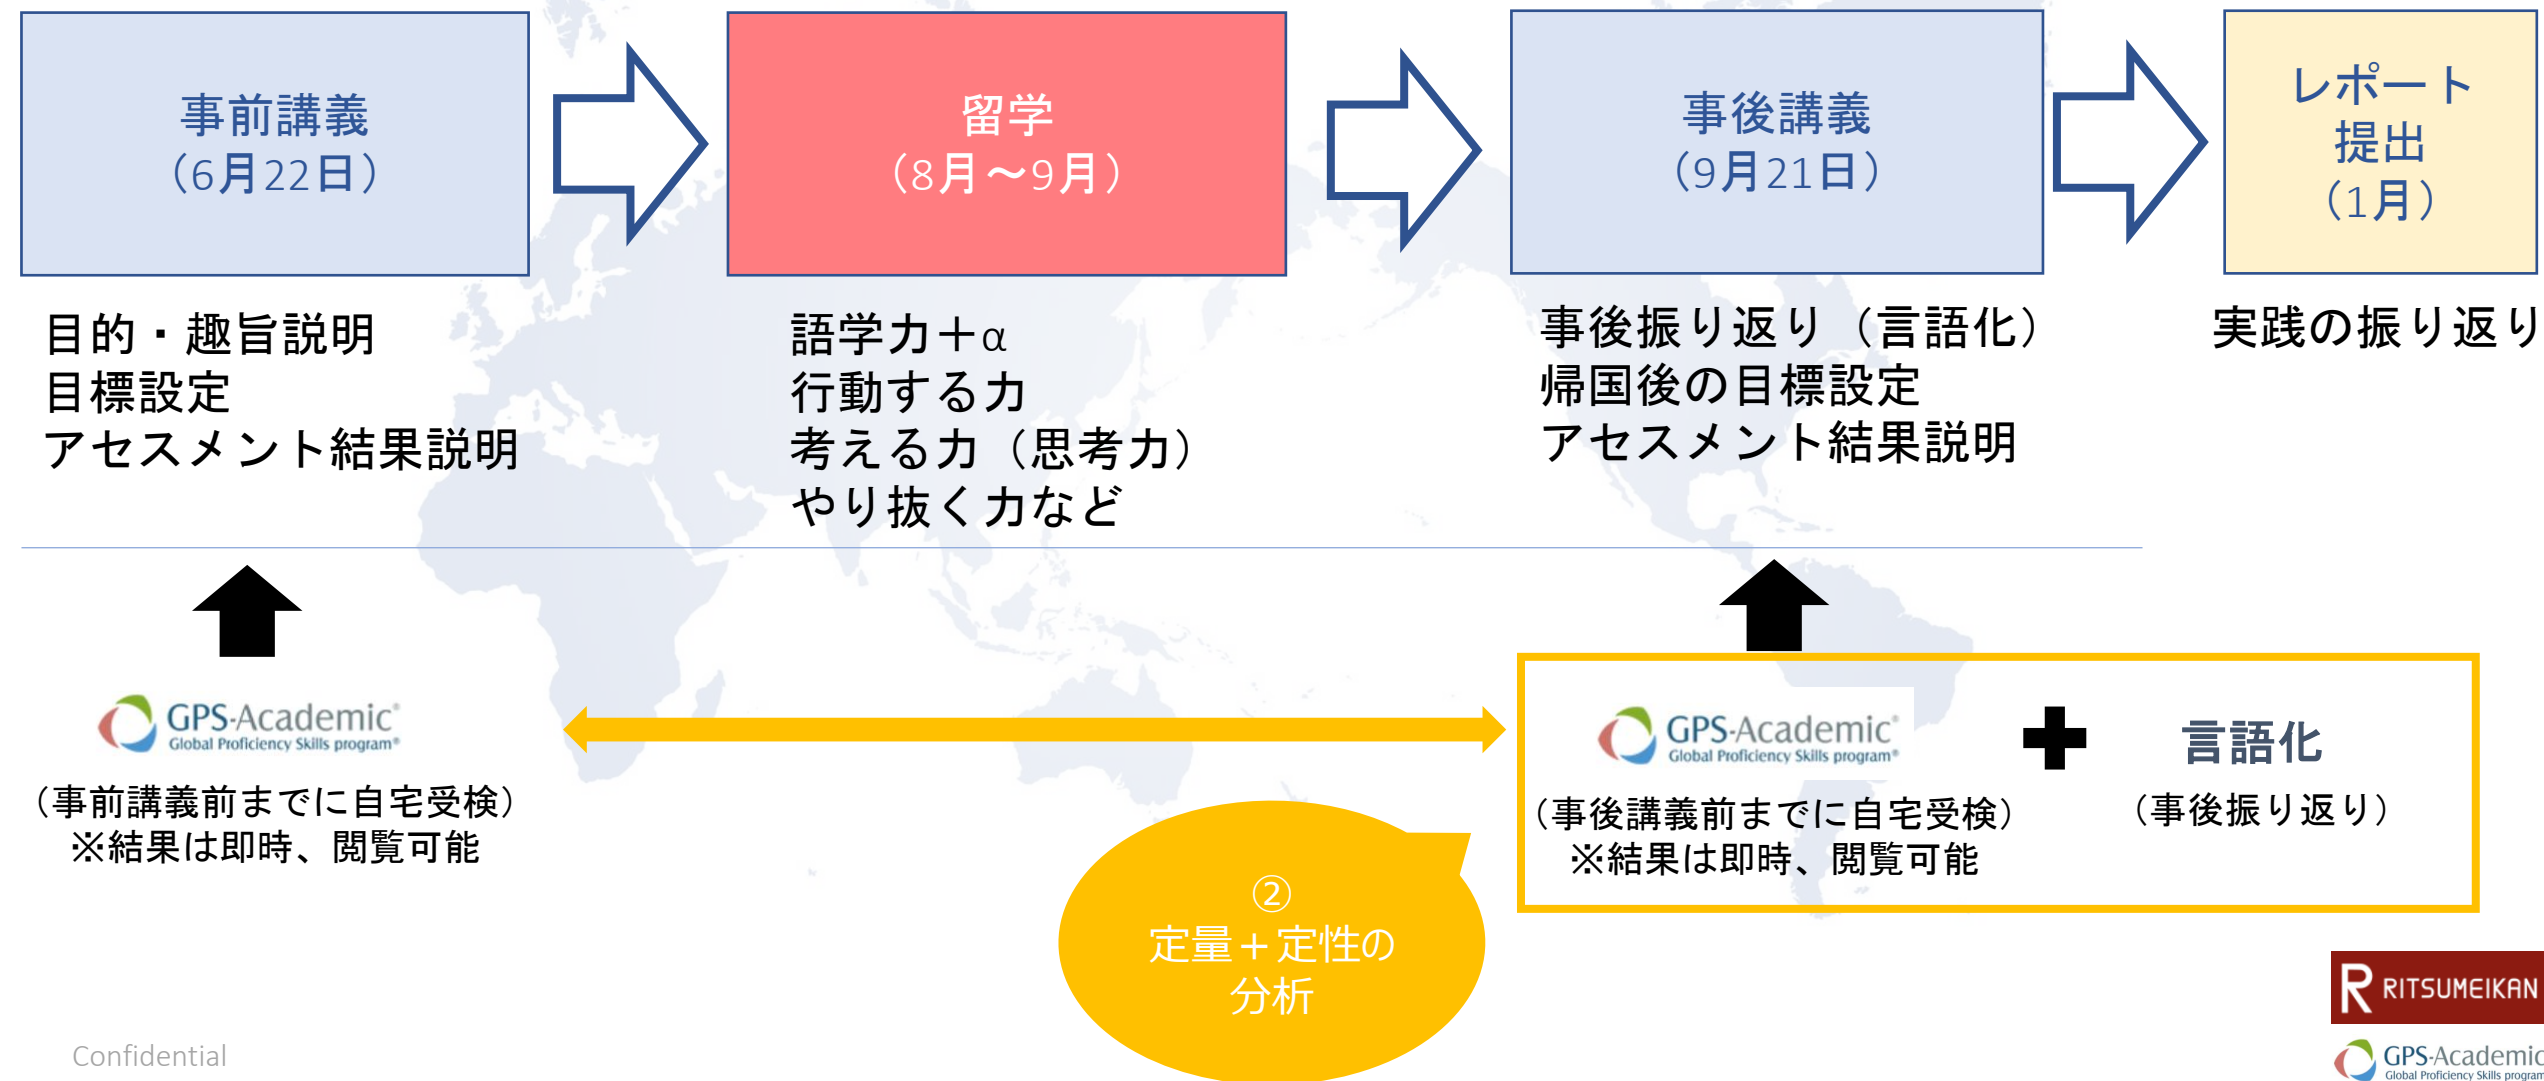 事前講義
（6月22日）
留学
（8月～9月）
事後講義
（9月21日）
レポート
提出
（1月）
目的・趣旨説明
目標設定
アセスメント結果説明
語学力＋α
行動する力
考える力（思考力）
やり抜く力など
事後振り返り（言語化）
帰国後の目標設定
アセスメント結果説明
実践の振り返り
GPS-Academic®
Global Proficiency Skills program®
（事前講義前までに自宅受検）
※結果は即時、閲覧可能
GPS-Academic®
Global Proficiency Skills program®
（事後講義前までに自宅受検）
※結果は即時、閲覧可能
言語化
（事後振り返り）
②
定量＋定性の
分析
R RITSUMEIKAN
GPS-Academic
Global Proficiency Skills program
Confidential